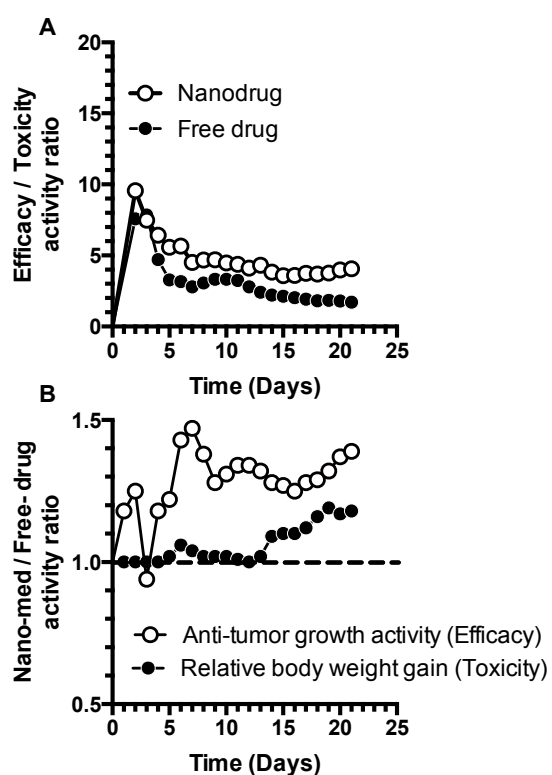 A
Efficacy / Toxicity
activity ratio
20
15
10
5
0
Nanodrug
Free drug
0 5 10 15 20 25
Time (Days)
B
Nano-med / Free- drug
activity ratio
1.5
1.0
0.5
Anti-tumor growth activity (Efficacy)
Relative body weight gain (Toxicity)
0 5 10 15 20 25
Time (Days)